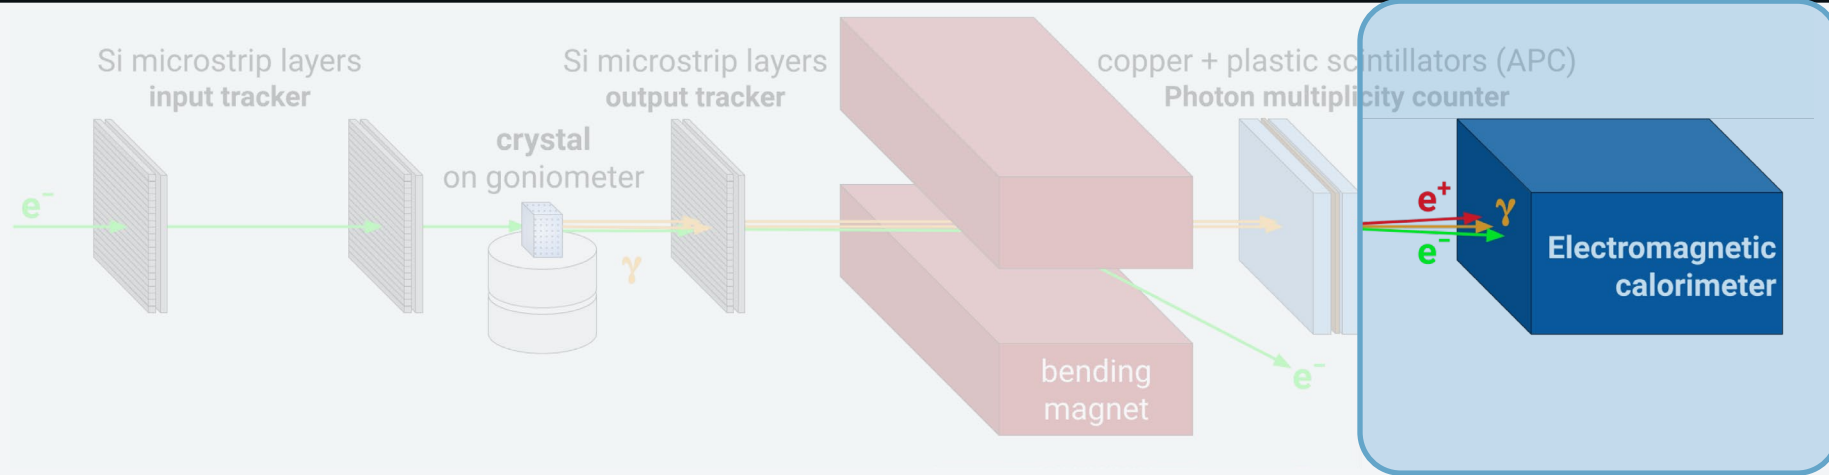 Si microstrip layers
input tracker
Si microstrip layers
output tracker
copper + plastic scintillators (APC)
Photon multiplicity counter
crystal
on goniometer
e⁻
γ
e⁺
γ
e⁻
Electromagnetic
calorimeter
bending
magnet
e⁻